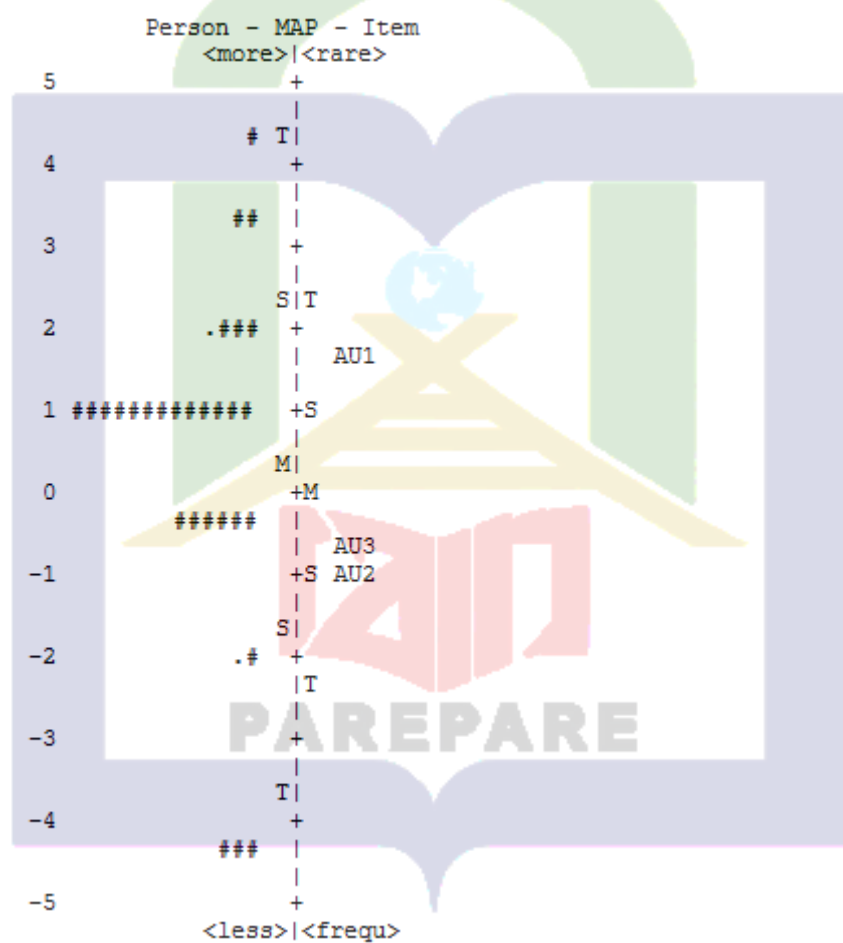 Person - MAP - Item
<more>|<rare>
5 +
|
# T|
4 +
|
## |
3 +
|
S|T
2 .### +
| AU1
|
1 ############# +S
|
M|
0 +M
###### |
| AU3
-1 +S AU2
|
S|
-2 .# +
|T
|
-3 +
|
T|
-4 +
### |
|
-5 +
<less>|<frequ>
iain
PAREPARE